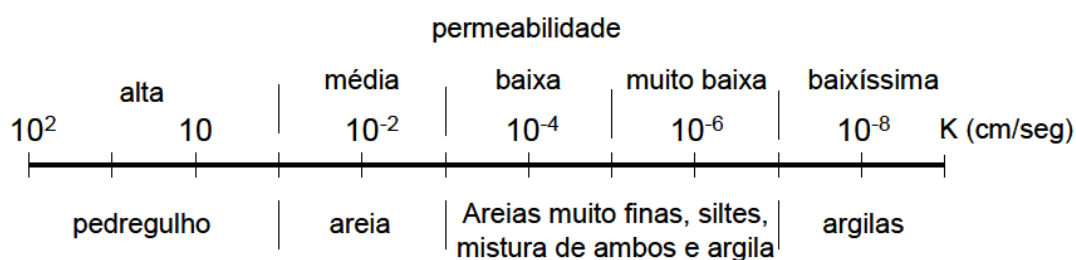 permeabilidade
alta média baixa muito baixa baixíssima
10² 10 10⁻² 10⁻⁴ 10⁻⁶ 10⁻⁸ K (cm/seg)
pedregulho areia Areias muito finas, siltes, argilas
mistura de ambos e argila